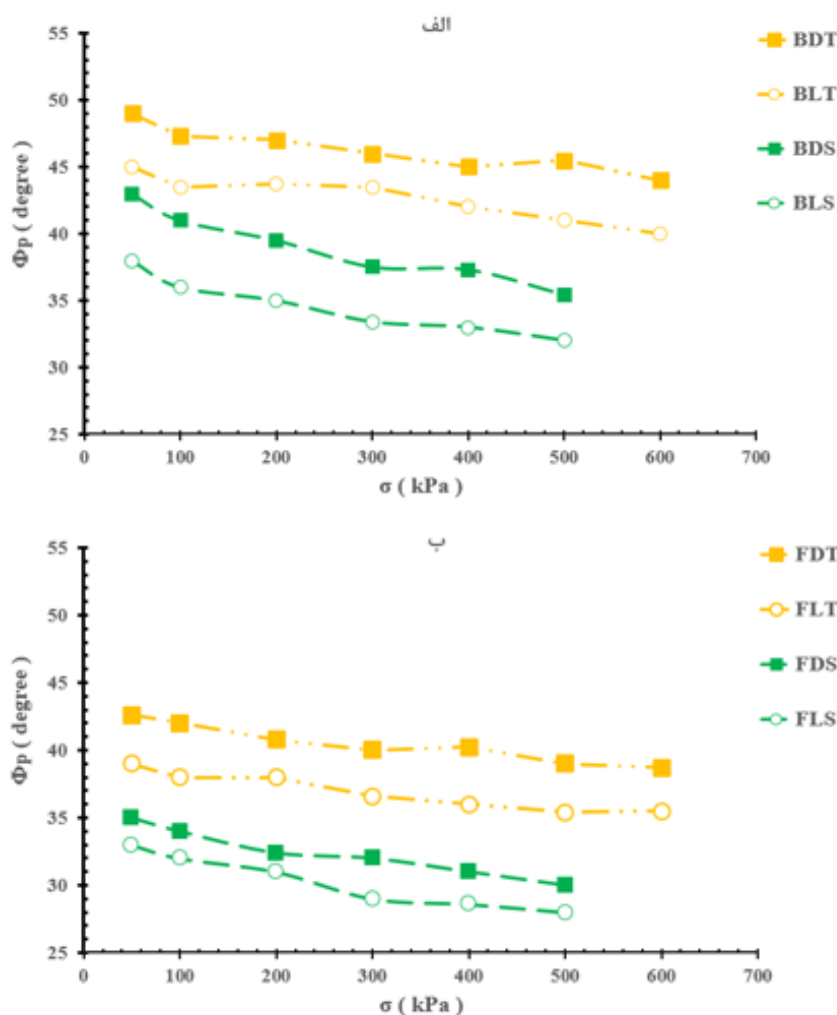 الف
BDT
BLT
BDS
BLS
Φp ( degree )
55
50
45
40
35
30
25
0 100 200 300 400 500 600 700
σ ( kPa )
ب
FDT
FLT
FDS
FLS
Φp ( degree )
55
50
45
40
35
30
25
0 100 200 300 400 500 600 700
σ ( kPa )